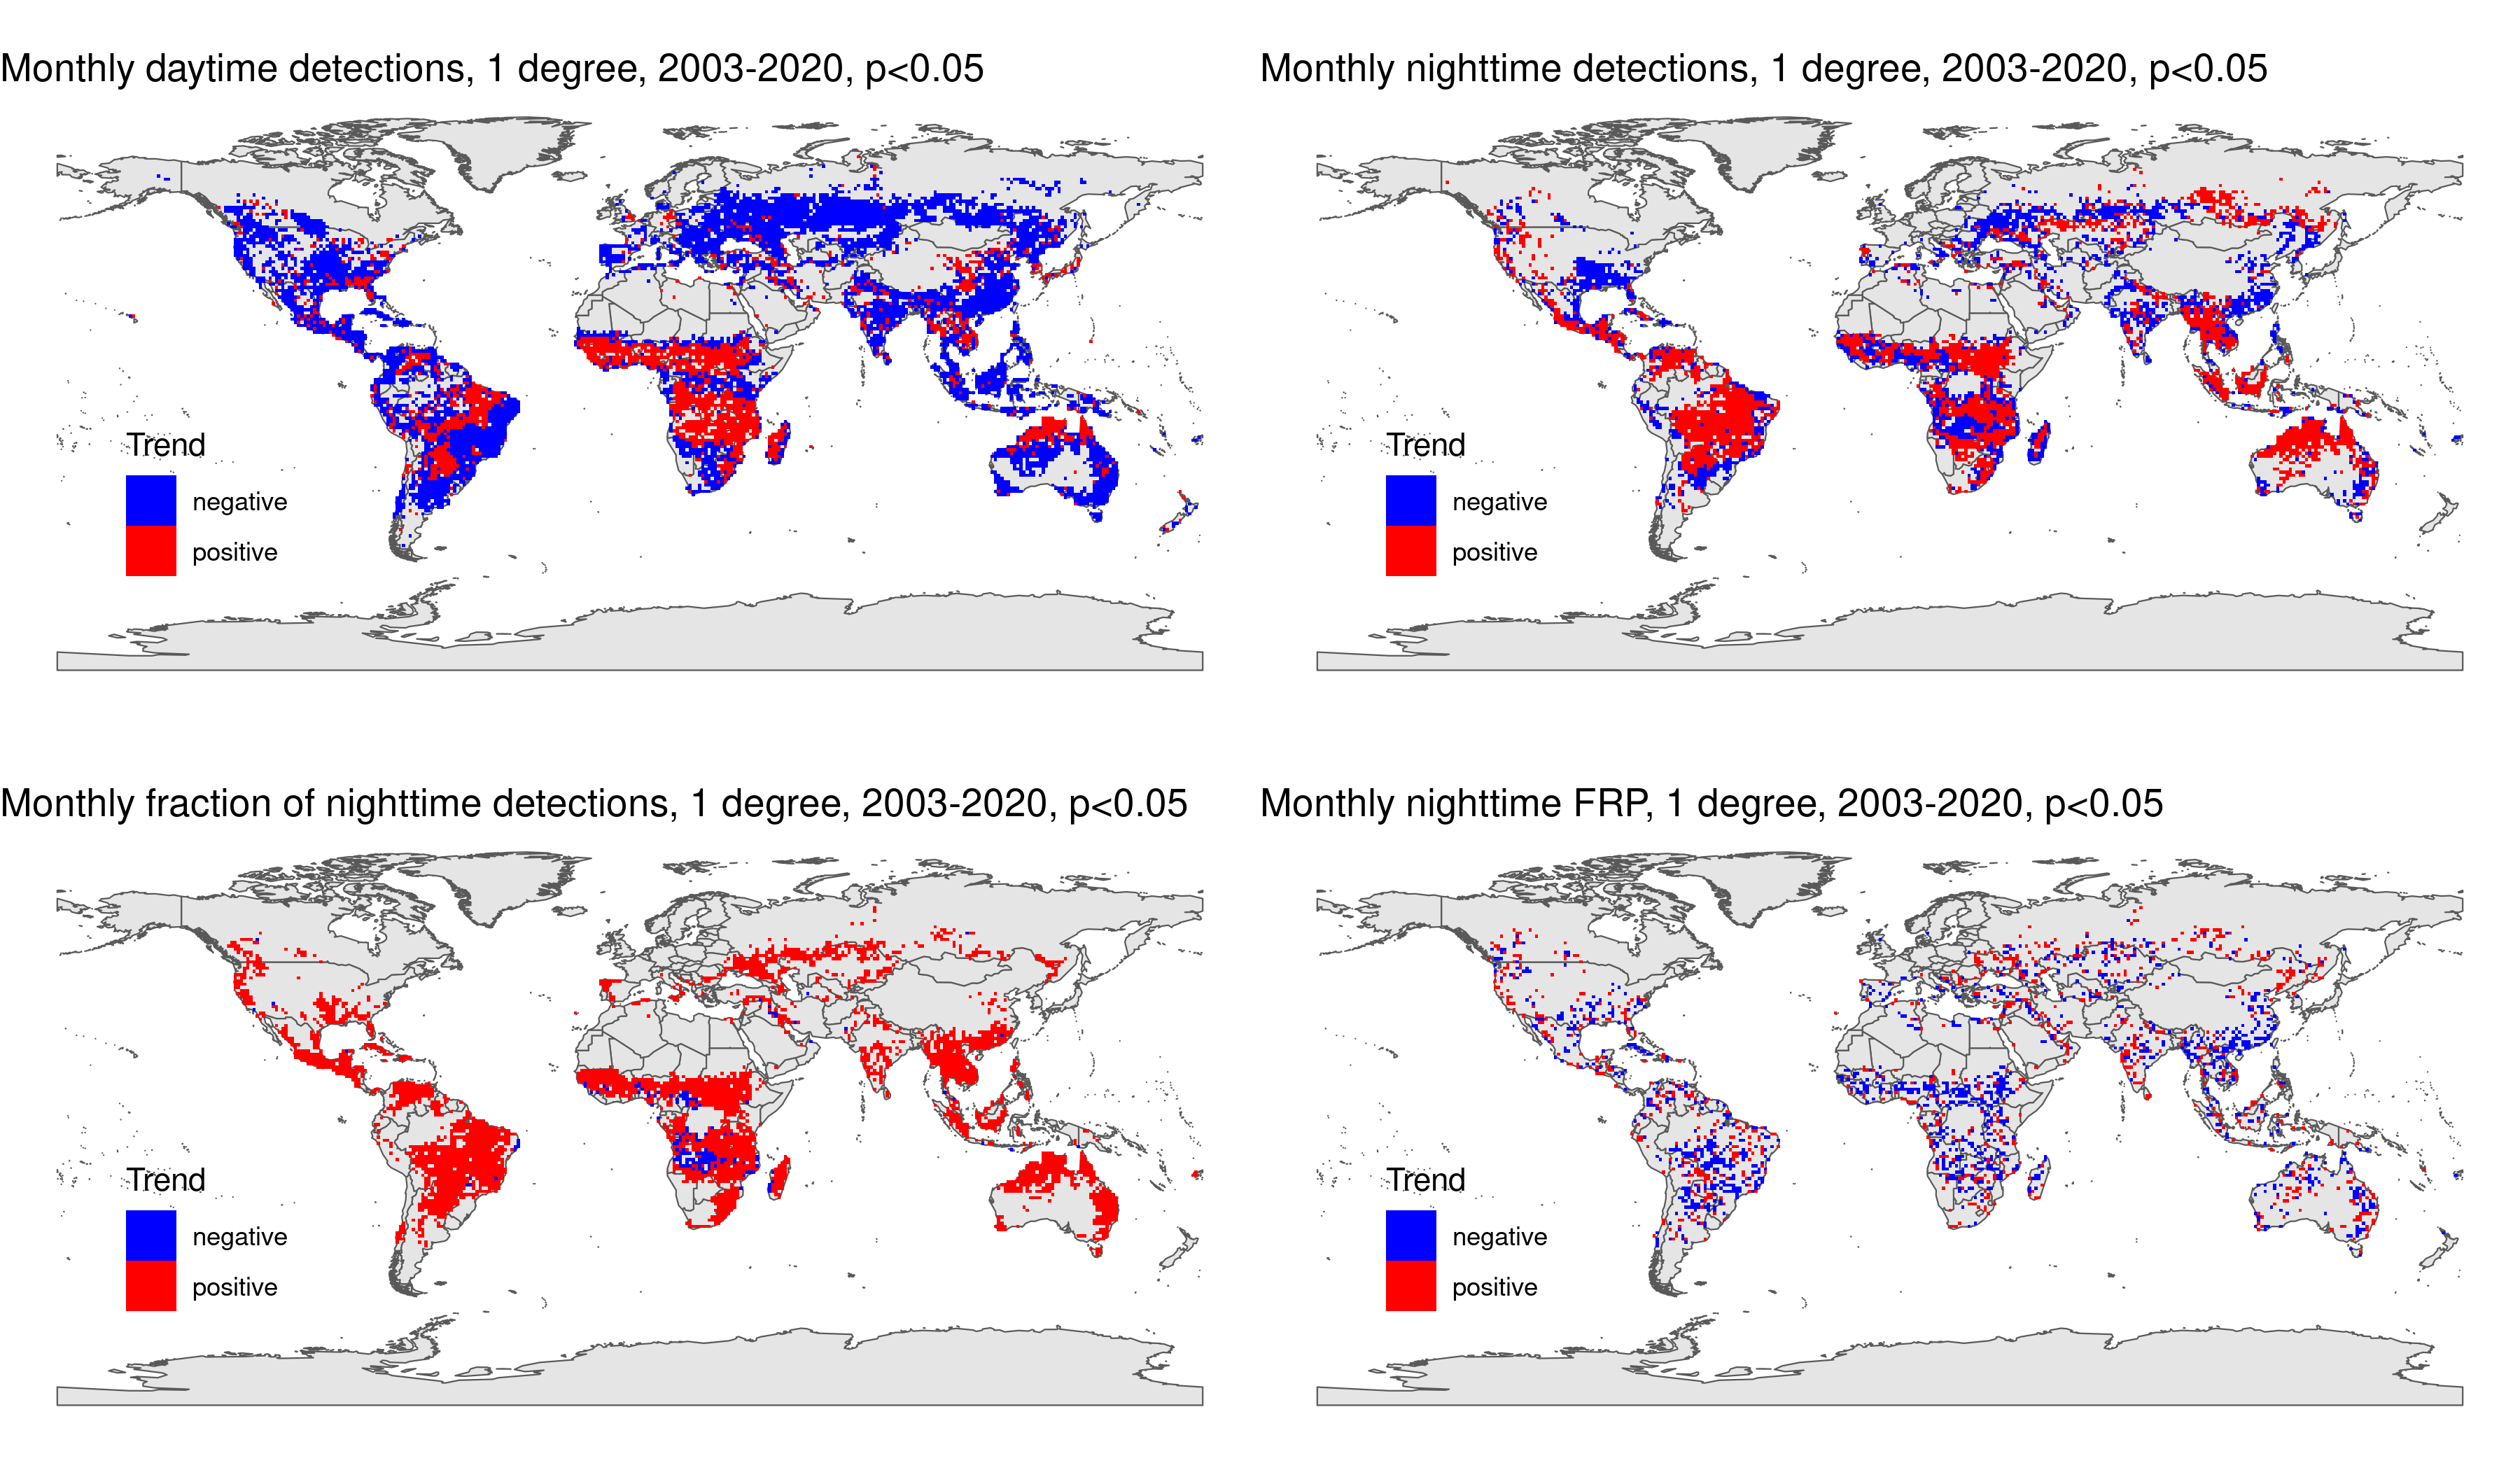 Monthly daytime detections, 1 degree, 2003-2020, p<0.05
Trend
negative
positive
Monthly nighttime detections, 1 degree, 2003-2020, p<0.05
Trend
negative
positive
Monthly fraction of nighttime detections, 1 degree, 2003-2020, p<0.05
Trend
negative
positive
Monthly nighttime FRP, 1 degree, 2003-2020, p<0.05
Trend
negative
positive